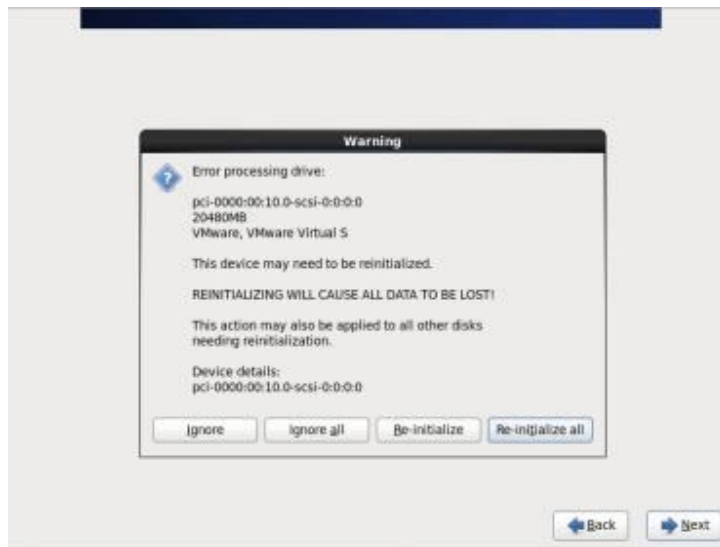 Warning
Error processing drive:
pci-0000:00:10.0-scsi-0:0:0:0
20480MB
VMware, VMware Virtual S
This device may need to be reinitialized.
REINITIALIZING WILL CAUSE ALL DATA TO BE LOST!
This action may also be applied to all other disks
needing reinitialization.
Device details:
pci-0000:00:10.0-scsi-0:0:0:0
Ignore
Ignore all
Re-initialize
Re-initialize all
Back
Next